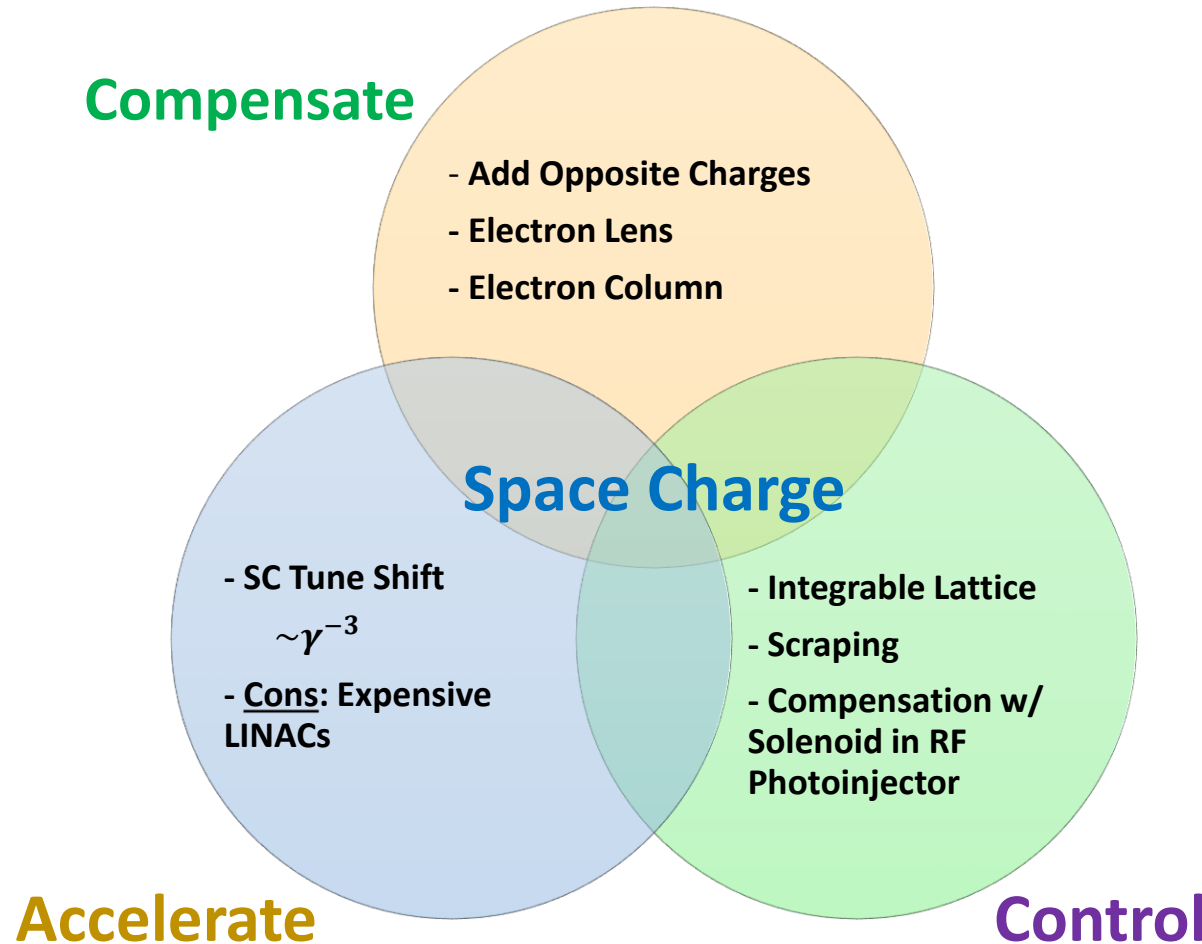 Compensate
- Add Opposite Charges
- Electron Lens
- Electron Column
Space Charge
- SC Tune Shift
~γ⁻³
- Cons: Expensive
LINACs
- Integrable Lattice
- Scraping
- Compensation w/
Solenoid in RF
Photoinjector
Accelerate
Control